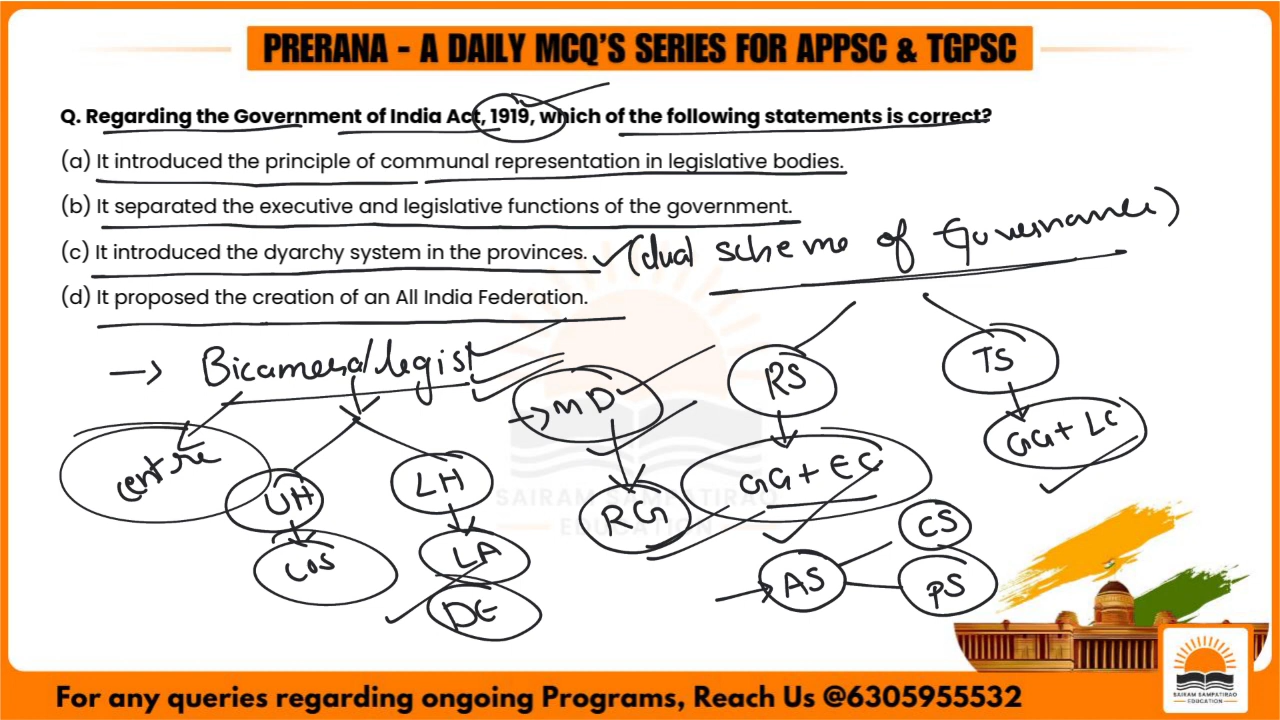 PRERANA - A DAILY MCQ'S SERIES FOR APPSC & TGPSC
Q. Regarding the Government of India Act, 1919, which of the following statements is correct?
(a) It introduced the principle of communal representation in legislative bodies.
(b) It separated the executive and legislative functions of the government.
(c) It introduced the dyarchy system in the provinces. (dual scheme of Governance)
(d) It proposed the creation of an All India Federation.
→ Bicameral legist
MD
RS
TS
centre
UH
LH
RG
GG + EC
GG + LC
COS
LA
DE
AS
CS
PS
SAIRAM SAMPATIRAO
EDUCATION
SAIRAM SAMPATIRAO
EDUCATION
For any queries regarding ongoing Programs, Reach Us @6305955532